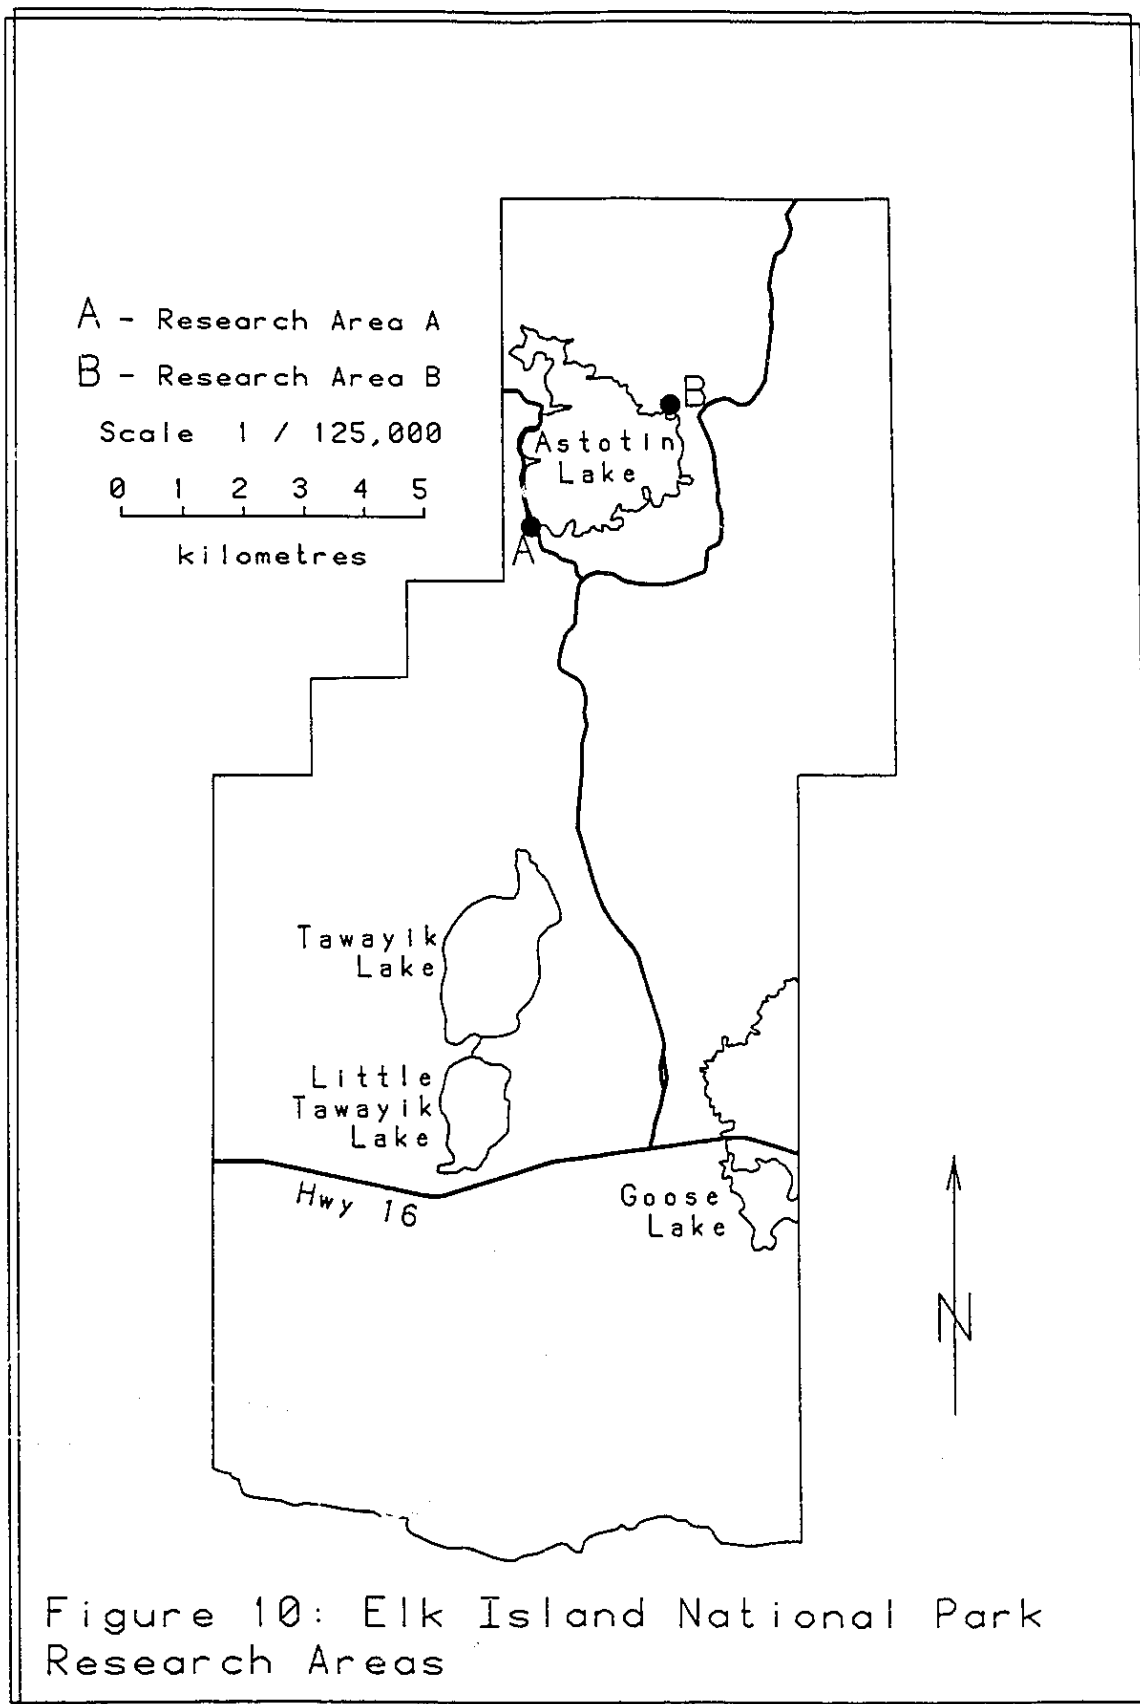 A - Research Area A
B - Research Area B
Scale 1 / 125,000
0 1 2 3 4 5
kilometres
B
Astotin
Lake
A
Tawayik
Lake
Little
Tawayik
Lake
Hwy 16
Goose
Lake
N
Figure 10: Elk Island National Park
Research Areas